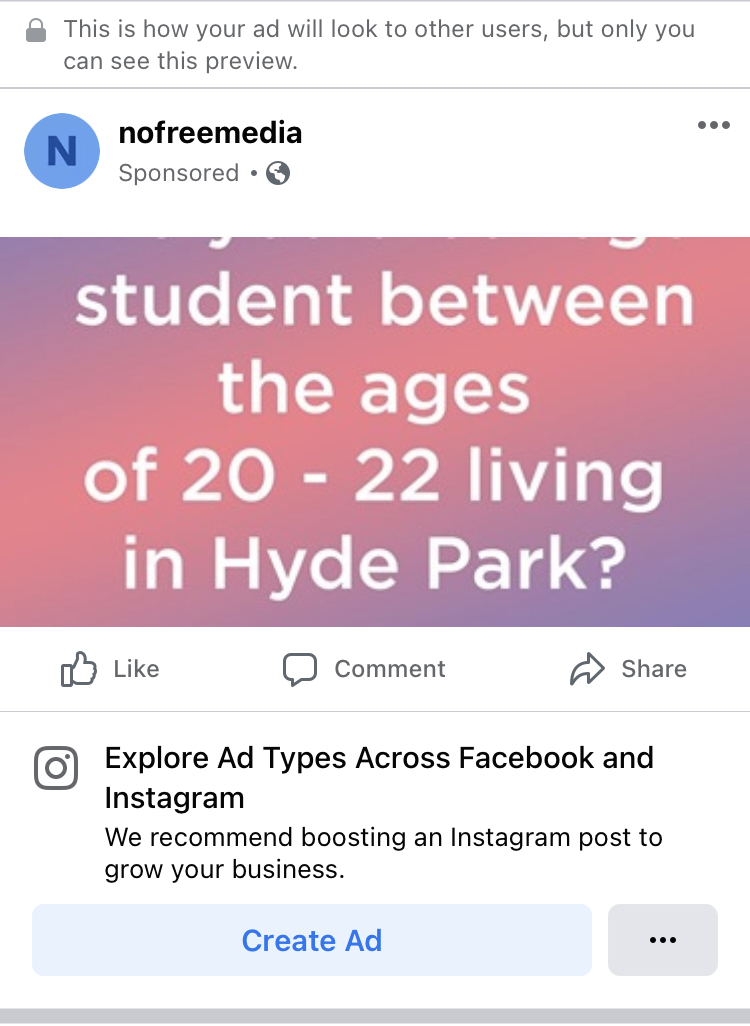 This is how your ad will look to other users, but only you
can see this preview.
N
nofreemedia
Sponsored •
student between
the ages
of 20 - 22 living
in Hyde Park?
Like
Comment
Share
Explore Ad Types Across Facebook and
Instagram
We recommend boosting an Instagram post to
grow your business.
Create Ad